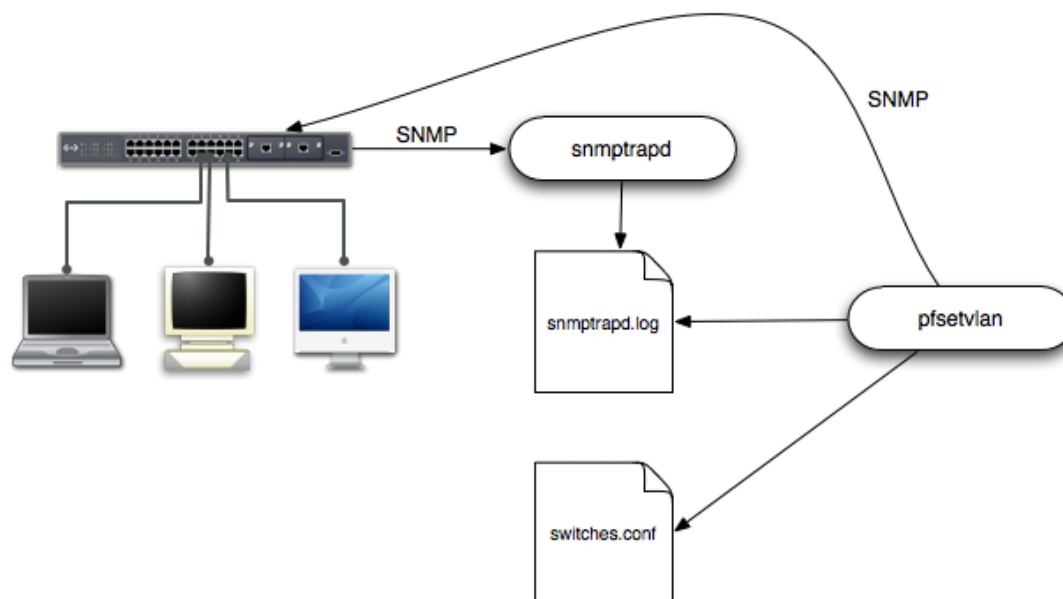 SNMP
SNMP
snmptrapd
snmptrapd.log
pfsetvlan
switches.conf